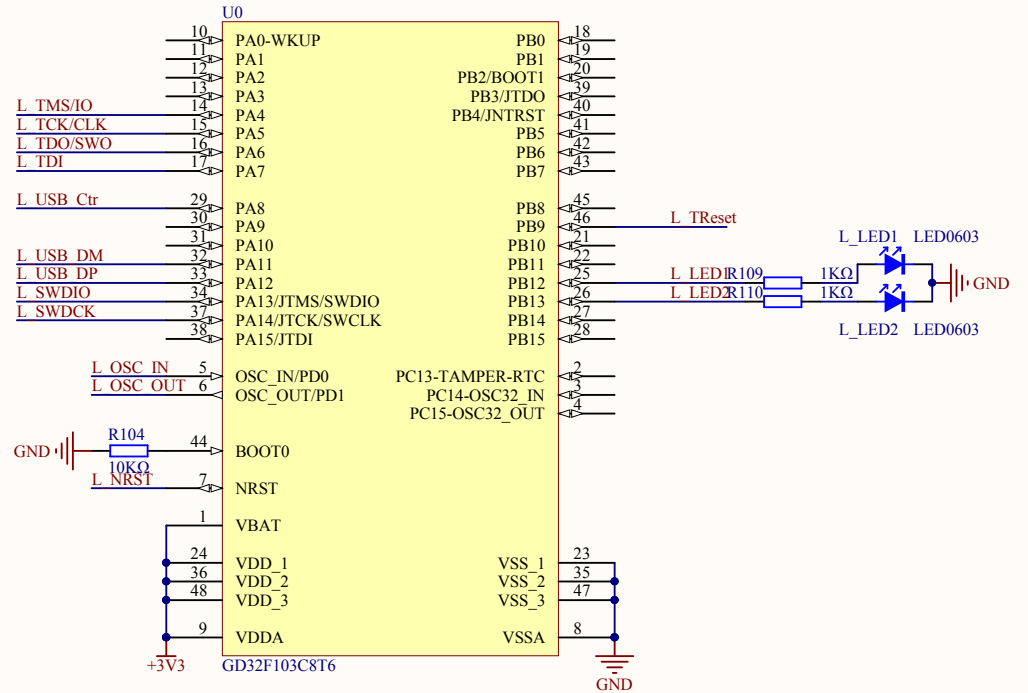 U0
10 PA0-WKUP PB0 18
11 PA1 PB1 19
12 PA2 PB2/BOOT1 20
13 PA3 PB3/JTDO 39
L_TMS/IO 14 PA4 PB4/JNTRST 40
L_TCK/CLK 15 PA5 PB5 41
L_TDO/SWO 16 PA6 PB6 42
L_TDI 17 PA7 PB7 43
L_USB_Ctr 29 PA8 PB8 45
30 PA9 PB9 46 L_TReset
31 PA10 PB10 21
L_USB_DM 32 PA11 PB11 22
L_USB_DP 33 PA12 PB12 25 L_LED1 R109 1KΩ L_LED1 LED0603
L_SWDIO 34 PA13/JTMS/SWDIO PB13 26 L_LED2 R110 1KΩ L_LED2 LED0603
GND
L_SWDCK 37 PA14/JTCK/SWCLK PB14 27
38 PA15/JTDI PB15 28
L_OSC_IN 5 OSC_IN/PD0 PC13-TAMPER-RTC 2
L_OSC_OUT 6 OSC_OUT/PD1 PC14-OSC32_IN 3
PC15-OSC32_OUT 4
R104
GND 44 BOOT0
10KΩ
L_NRST 7 NRST
1 VBAT
24 VDD_1 VSS_1 23
36 VDD_2 VSS_2 35
48 VDD_3 VSS_3 47
9 VDDA VSSA 8
+3V3 GD32F103C8T6
GND